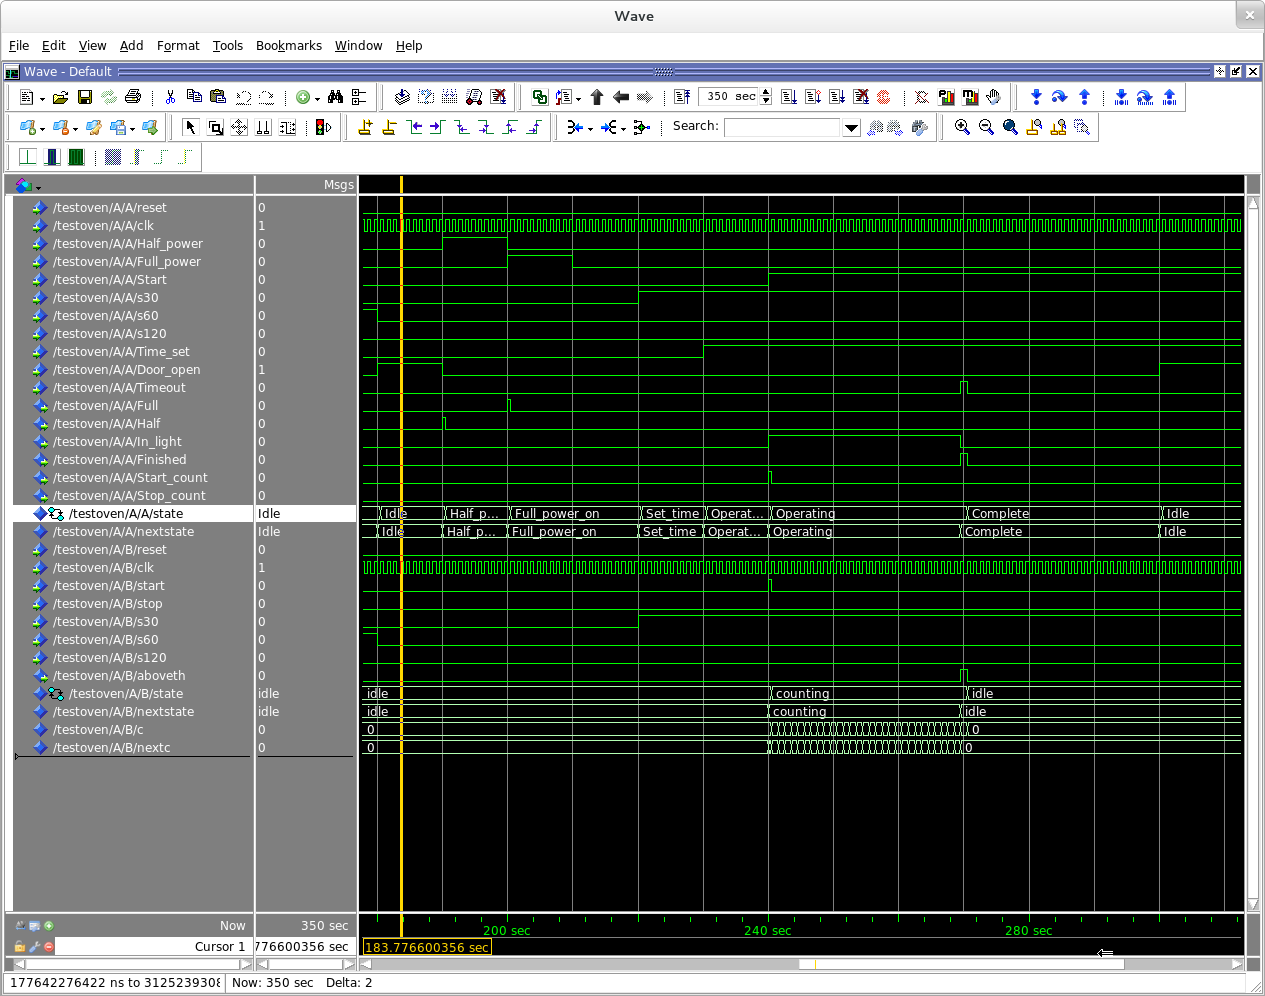 Wave
File Edit View Add Format Tools Bookmarks Window Help
Wave - Default
350 sec
Search:
Msgs
/testoven/A/A/reset 0
/testoven/A/A/clk 1
/testoven/A/A/Half_power 0
/testoven/A/A/Full_power 0
/testoven/A/A/Start 0
/testoven/A/A/s30 0
/testoven/A/A/s60 0
/testoven/A/A/s120 0
/testoven/A/A/Time_set 0
/testoven/A/A/Door_open 1
/testoven/A/A/Timeout 0
/testoven/A/A/Full 0
/testoven/A/A/Half 0
/testoven/A/A/In_light 0
/testoven/A/A/Finished 0
/testoven/A/A/Start_count 0
/testoven/A/A/Stop_count 0
/testoven/A/A/state Idle Idle Half_p... Full_power_on Set_time Operat... Operating Complete Idle
/testoven/A/A/nextstate Idle Idle Half_p... Full_power_on Set_time Operat... Operating Complete Idle
/testoven/A/B/reset 0
/testoven/A/B/clk 1
/testoven/A/B/start 0
/testoven/A/B/stop 0
/testoven/A/B/s30 0
/testoven/A/B/s60 0
/testoven/A/B/s120 0
/testoven/A/B/aboveth 0
/testoven/A/B/state idle idle counting idle
/testoven/A/B/nextstate idle idle counting idle
/testoven/A/B/c 0 0 0
/testoven/A/B/nextc 0 0 0
Now 350 sec 200 sec 240 sec 280 sec
Cursor 1 776600356 sec 183.776600356 sec
177642276422 ns to 312523930 Now: 350 sec Delta: 2